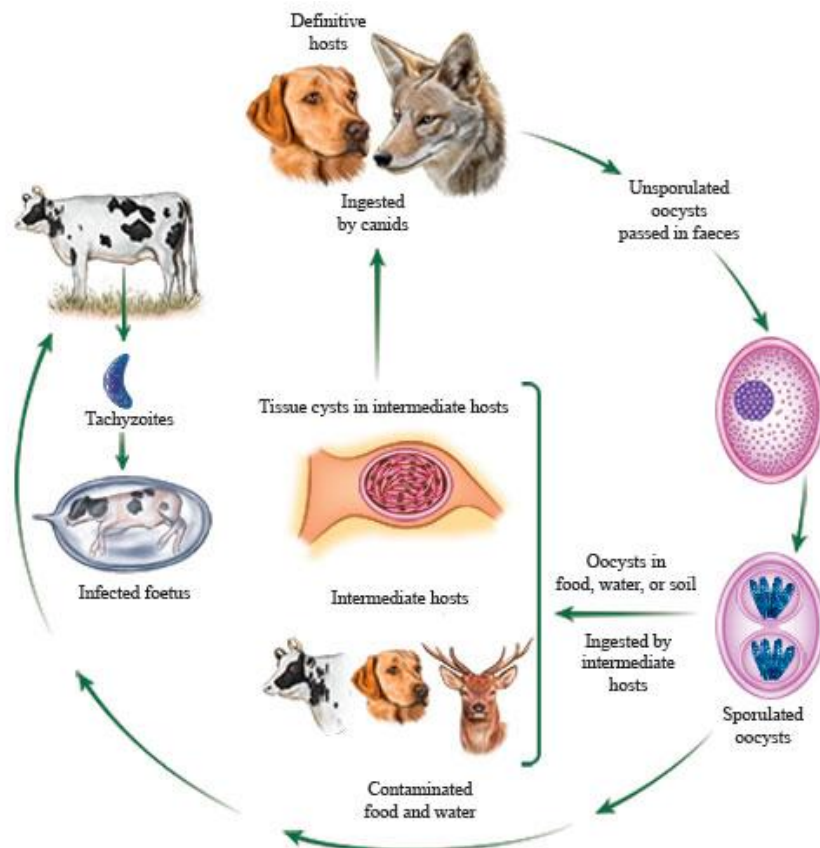 Definitive
hosts
Ingested
by canids
Unsporulated
oocysts
passed in faeces
Tachyzoites
Infected foetus
Tissue cysts in intermediate hosts
Intermediate hosts
Oocysts in
food, water, or soil
Ingested by
intermediate
hosts
Sporulated
oocysts
Contaminated
food and water